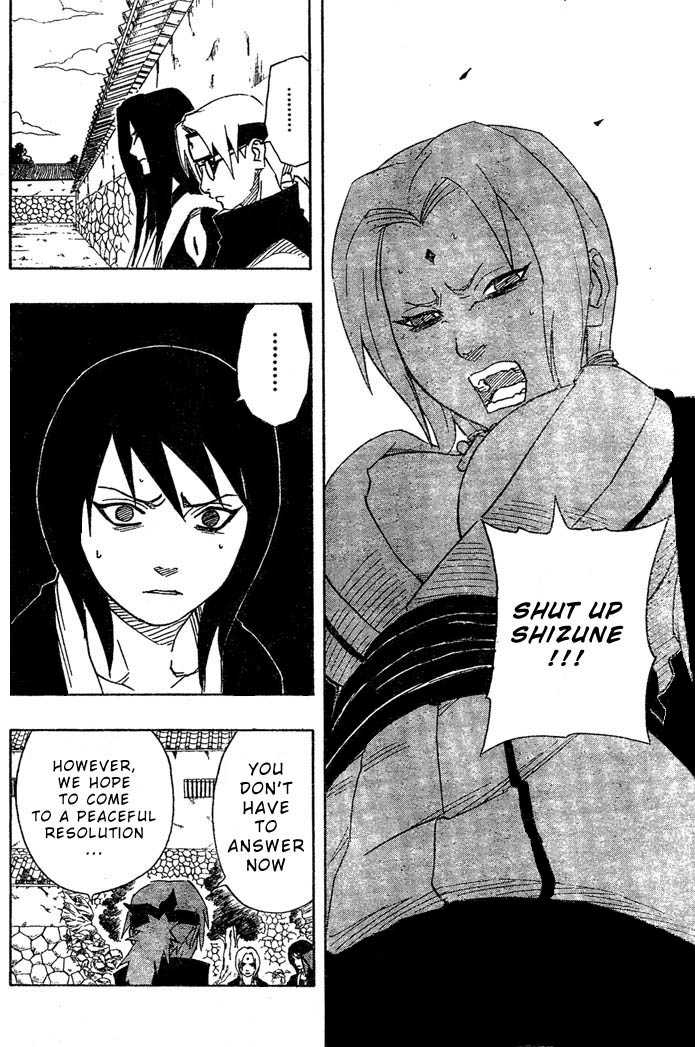 SHUT UP
SHIZUNE
!!!
.........
.........
YOU
DON'T
HAVE
TO
ANSWER
NOW
HOWEVER,
WE HOPE
TO COME
TO A PEACEFUL
RESOLUTION
...